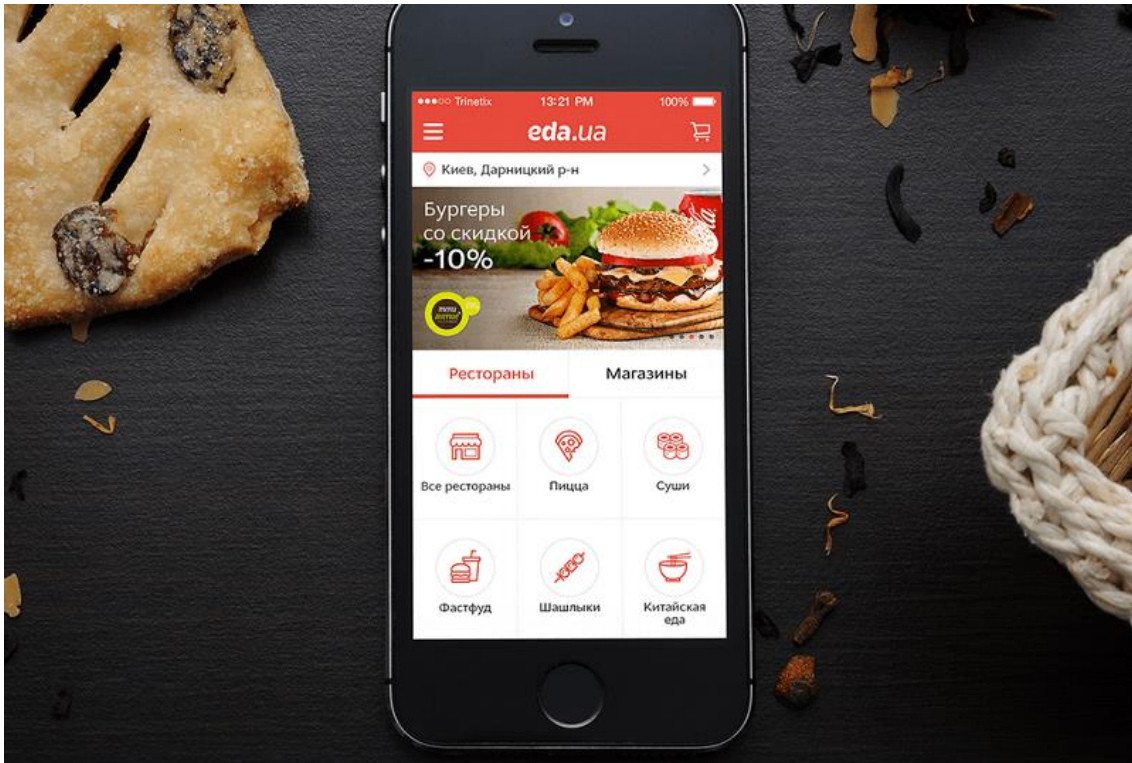 Trinetix 13:21 PM 100%
eda.ua
Киев, Дарницкий р-н
Бургеры
со скидкой
-10%
menu
Рестораны Магазины
Все рестораны Пицца Суши
Фастфуд Шашлыки Китайская
еда